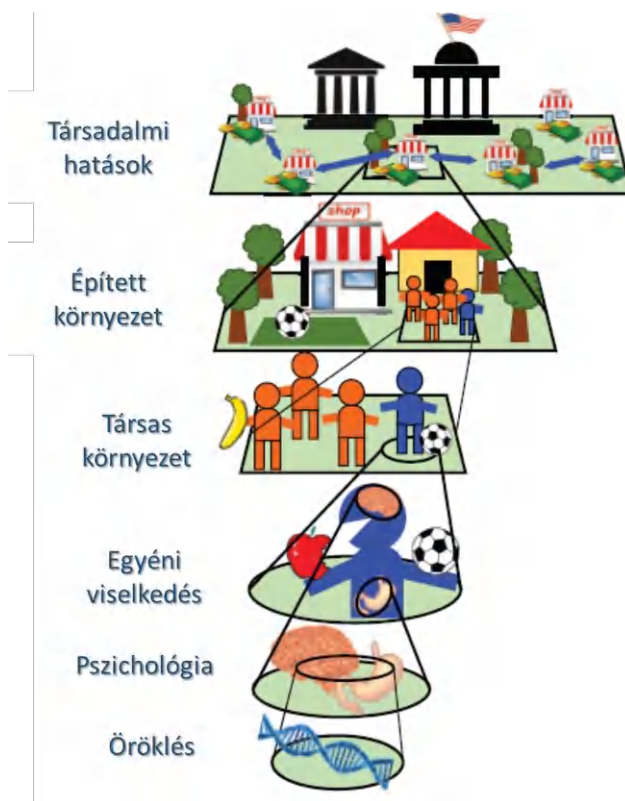 Társadalmi
hatások
shop
Épített
környezet
Társas
környezet
Egyéni
viselkedés
Pszichológia
Öröklés